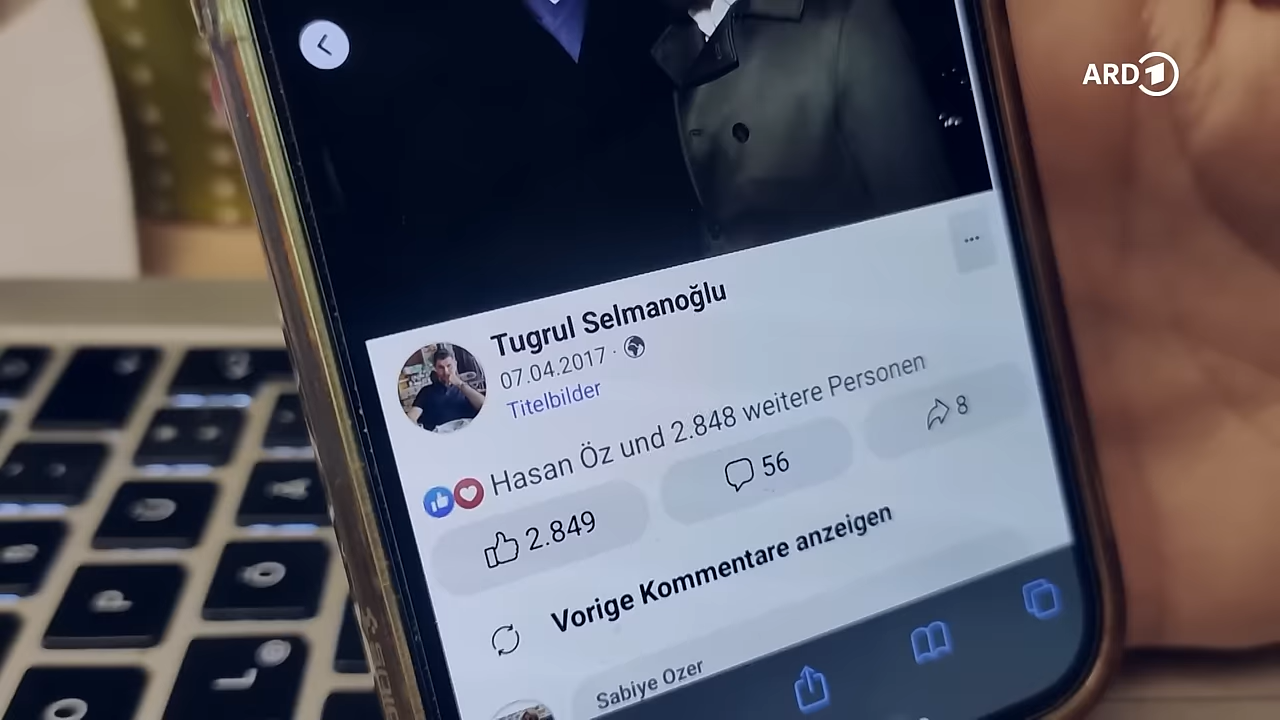 ARD 1
Tugrul Selmanoğlu
07.04.2017 ·
Titelbilder
Hasan Öz und 2.848 weitere Personen
2.849
56
8
Vorige Kommentare anzeigen
Sabiye Ozer
P
L